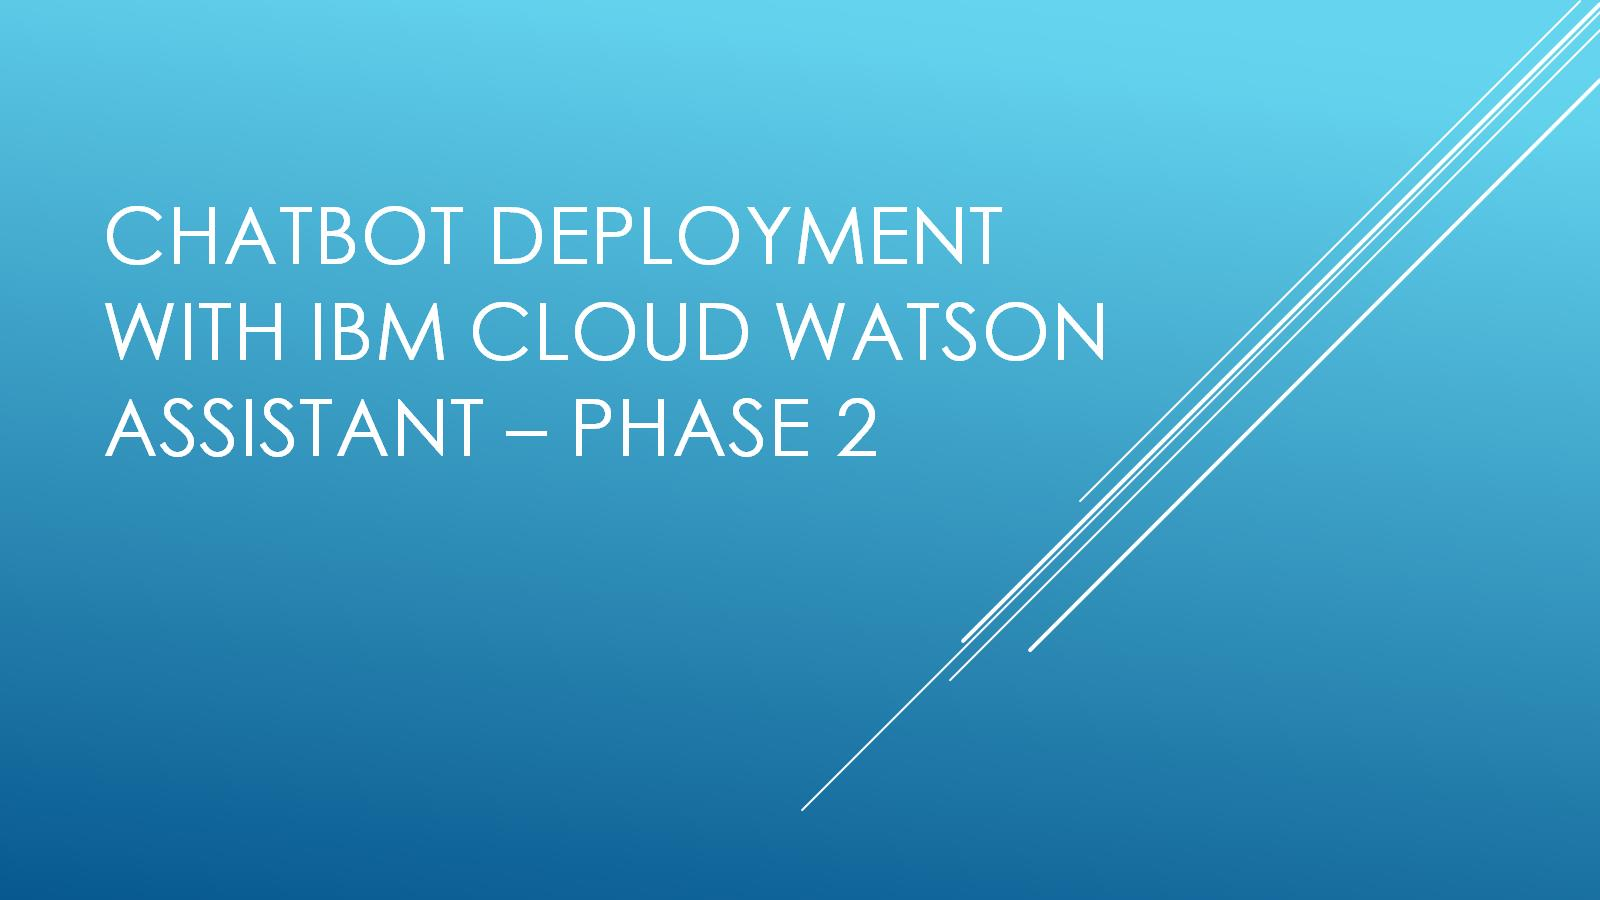 CHATBOT DEPLOYMENT
WITH IBM CLOUD WATSON
ASSISTANT – PHASE 2